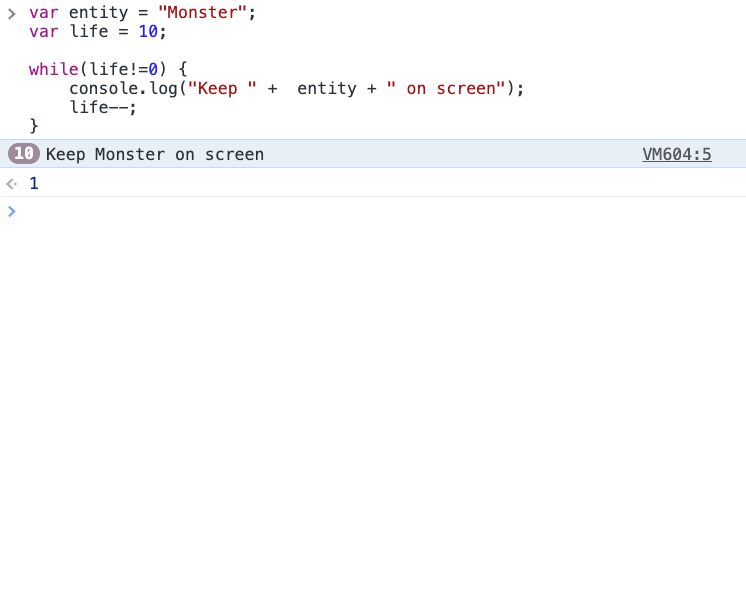 var entity = "Monster";
var life = 10;
while(life!=0) {
    console.log("Keep " +  entity + " on screen");
    life--;
}
10 Keep Monster on screen VM604:5
1